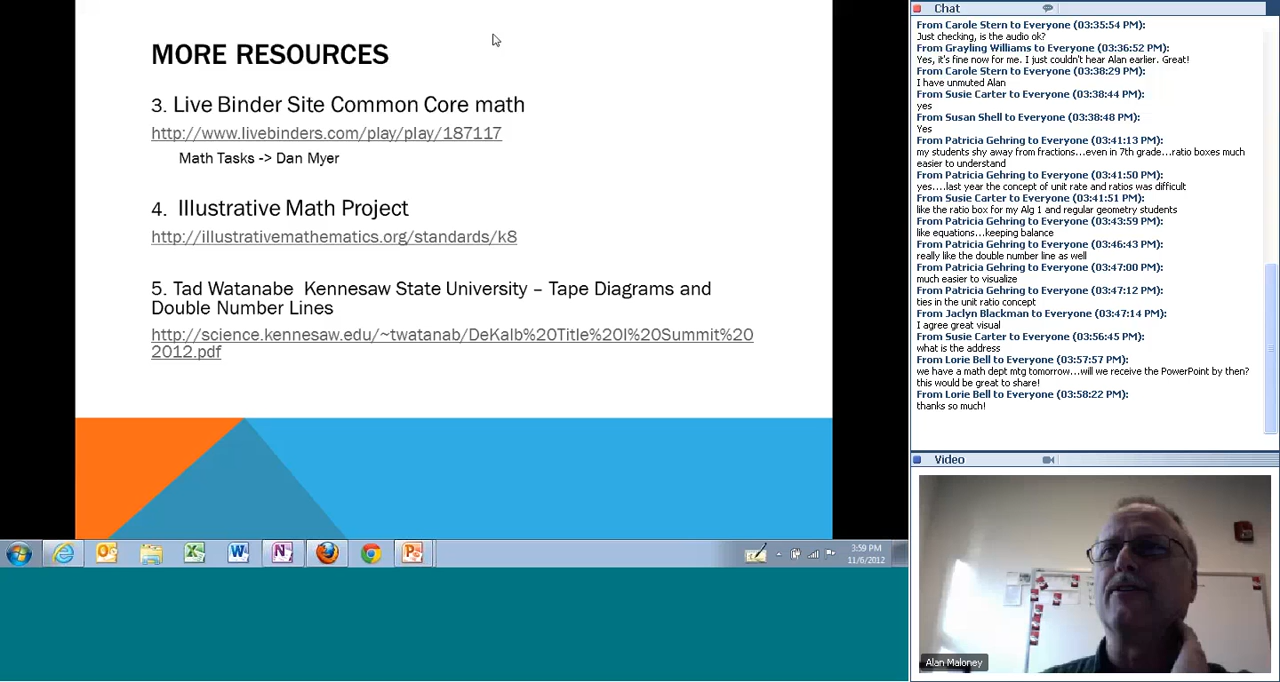 MORE RESOURCES
3. Live Binder Site Common Core math
http://www.livebinders.com/play/play/187117
Math Tasks -> Dan Myer
4. Illustrative Math Project
http://illustrativemathematics.org/standards/k8
5. Tad Watanabe Kennesaw State University – Tape Diagrams and
Double Number Lines
http://science.kennesaw.edu/~twatanab/DeKalb%20Title%20I%20Summit%20
2012.pdf
3:59 PM
11/6/2012
Chat
From Carole Stern to Everyone (03:35:54 PM):
Just checking, is the audio ok?
From Grayling Williams to Everyone (03:36:52 PM):
Yes, it's fine now for me. I just couldn't hear Alan earlier. Great!
From Carole Stern to Everyone (03:38:29 PM):
I have unmuted Alan
From Susie Carter to Everyone (03:38:44 PM):
yes
From Susan Shell to Everyone (03:38:48 PM):
Yes
From Patricia Gehring to Everyone (03:41:13 PM):
my students shy away from fractions...even in 7th grade...ratio boxes much
easier to understand
From Patricia Gehring to Everyone (03:41:50 PM):
yes....last year the concept of unit rate and ratios was difficult
From Susie Carter to Everyone (03:41:51 PM):
like the ratio box for my Alg 1 and regular geometry students
From Patricia Gehring to Everyone (03:43:59 PM):
like equations...keeping balance
From Patricia Gehring to Everyone (03:46:43 PM):
really like the double number line as well
From Patricia Gehring to Everyone (03:47:00 PM):
much easier to visualize
From Patricia Gehring to Everyone (03:47:12 PM):
ties in the unit ratio concept
From Jaclyn Blackman to Everyone (03:47:14 PM):
I agree great visual
From Susie Carter to Everyone (03:56:45 PM):
what is the address
From Lorie Bell to Everyone (03:57:57 PM):
we have a math dept mtg tomorrow...will we receive the PowerPoint by then?
this would be great to share!
From Lorie Bell to Everyone (03:58:22 PM):
thanks so much!
Video
Alan Maloney